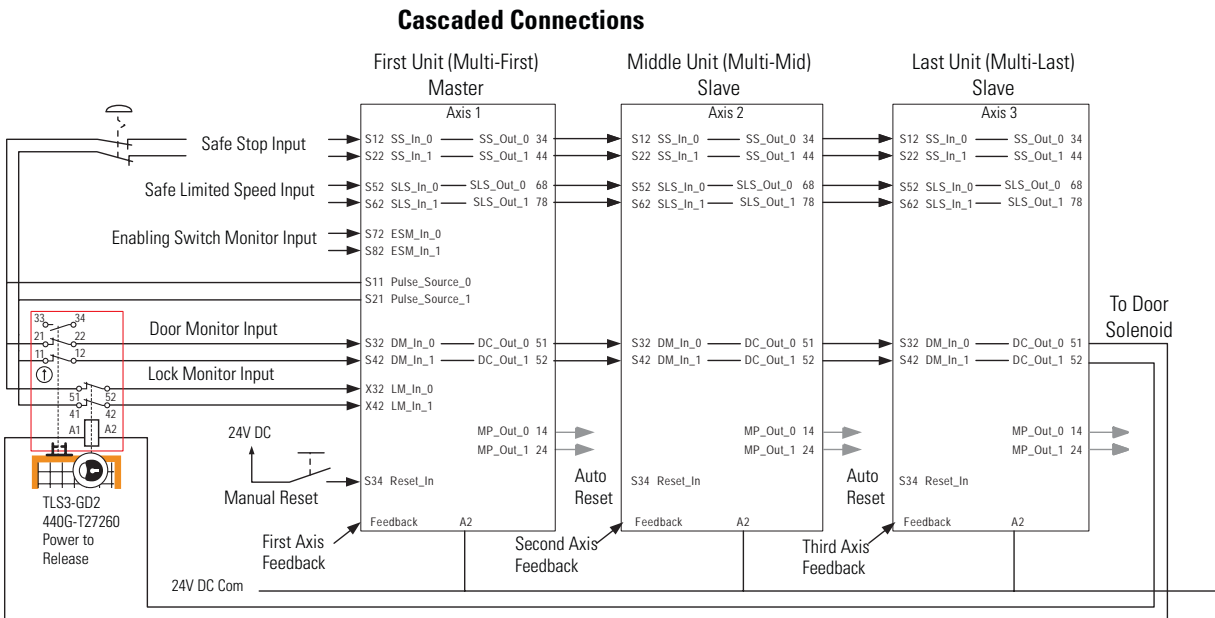 Cascaded Connections
First Unit (Multi-First)
Master
Middle Unit (Multi-Mid)
Slave
Last Unit (Multi-Last)
Slave
Axis 1
Axis 2
Axis 3
Safe Stop Input
S12 SS_In_0 SS_Out_0 34
S22 SS_In_1 SS_Out_1 44
S12 SS_In_0 SS_Out_0 34
S22 SS_In_1 SS_Out_1 44
S12 SS_In_0 SS_Out_0 34
S22 SS_In_1 SS_Out_1 44
Safe Limited Speed Input
S52 SLS_In_0 SLS_Out_0 68
S62 SLS_In_1 SLS_Out_1 78
S52 SLS_In_0 SLS_Out_0 68
S62 SLS_In_1 SLS_Out_1 78
S52 SLS_In_0 SLS_Out_0 68
S62 SLS_In_1 SLS_Out_1 78
Enabling Switch Monitor Input
S72 ESM_In_0
S82 ESM_In_1
S11 Pulse_Source_0
S21 Pulse_Source_1
To Door
Solenoid
33 34
21 22
11 12
51 52
41 42
A1 A2
Door Monitor Input
S32 DM_In_0 DC_Out_0 51
S42 DM_In_1 DC_Out_1 52
S32 DM_In_0 DC_Out_0 51
S42 DM_In_1 DC_Out_1 52
S32 DM_In_0 DC_Out_0 51
S42 DM_In_1 DC_Out_1 52
Lock Monitor Input
X32 LM_In_0
X42 LM_In_1
MP_Out_0 14
MP_Out_1 24
MP_Out_0 14
MP_Out_1 24
MP_Out_0 14
MP_Out_1 24
24V DC
Manual Reset
S34 Reset_In
Auto
Reset
S34 Reset_In
Auto
Reset
S34 Reset_In
TLS3-GD2
440G-T27260
Power to
Release
Feedback A2
Feedback A2
Feedback A2
First Axis
Feedback
Second Axis
Feedback
Third Axis
Feedback
24V DC Com